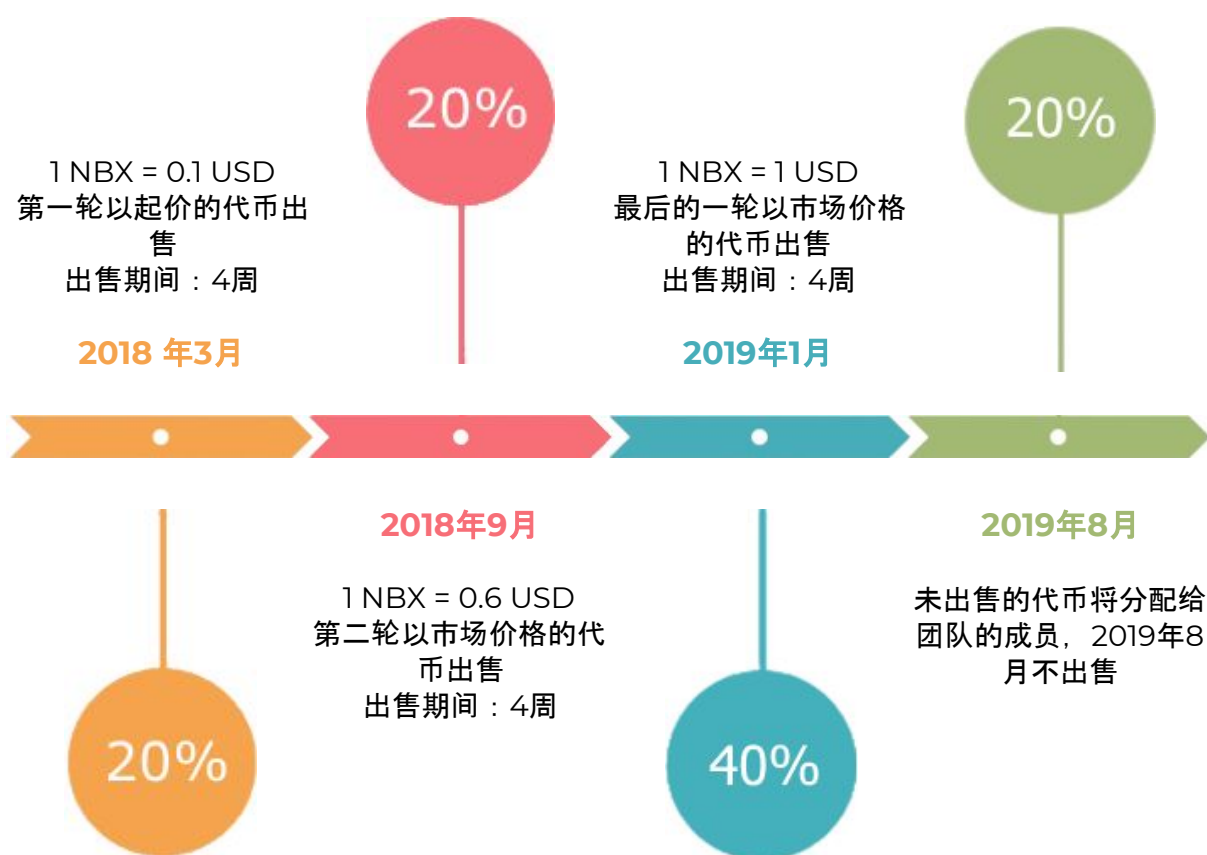 20%
20%
1 NBX = 0.1 USD
第一轮以起价的代币出
售
出售期间：4周
2018 年3月
1 NBX = 1 USD
最后的一轮以市场价格
的代币出售
出售期间：4周
2019年1月
2018年9月
1 NBX = 0.6 USD
第二轮以市场价格的代
币出售
出售期间：4周
2019年8月
未出售的代币将分配给
团队的成员，2019年8
月不出售
20%
40%